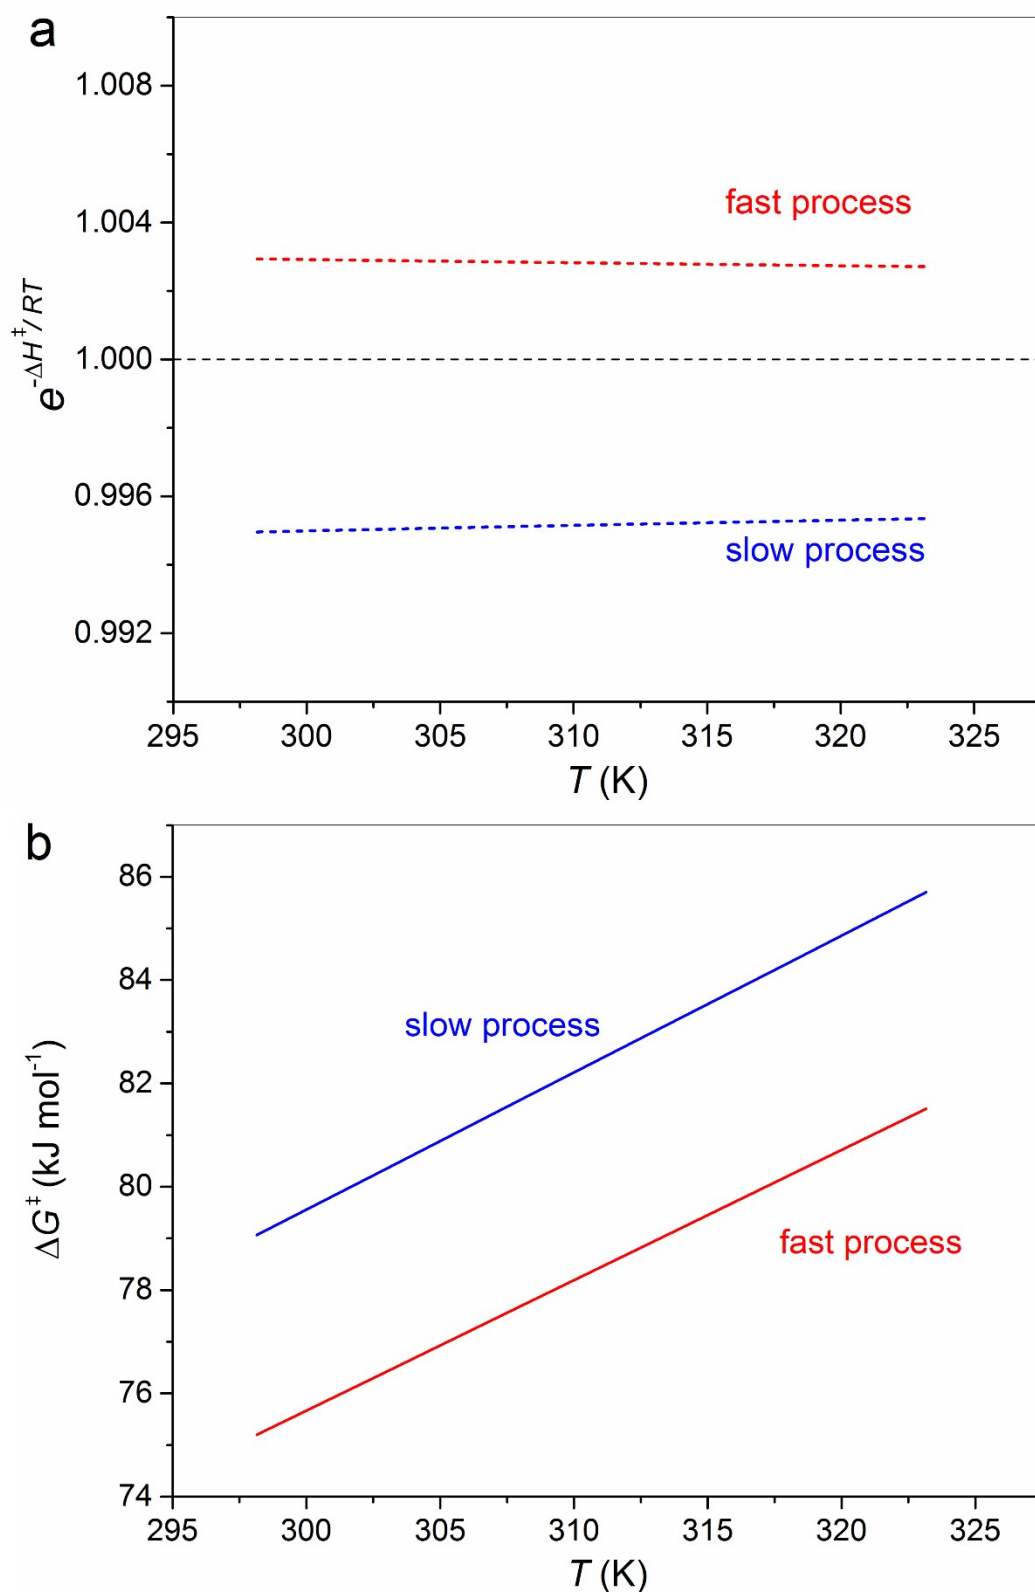 a
1.008
fast process
1.004
e^-ΔH‡/RT
1.000
0.996
slow process
0.992
295 300 305 310 315 320 325
T (K)
b
86
84
slow process
82
ΔG‡ (kJ mol-1)
80
fast process
78
76
74
295 300 305 310 315 320 325
T (K)